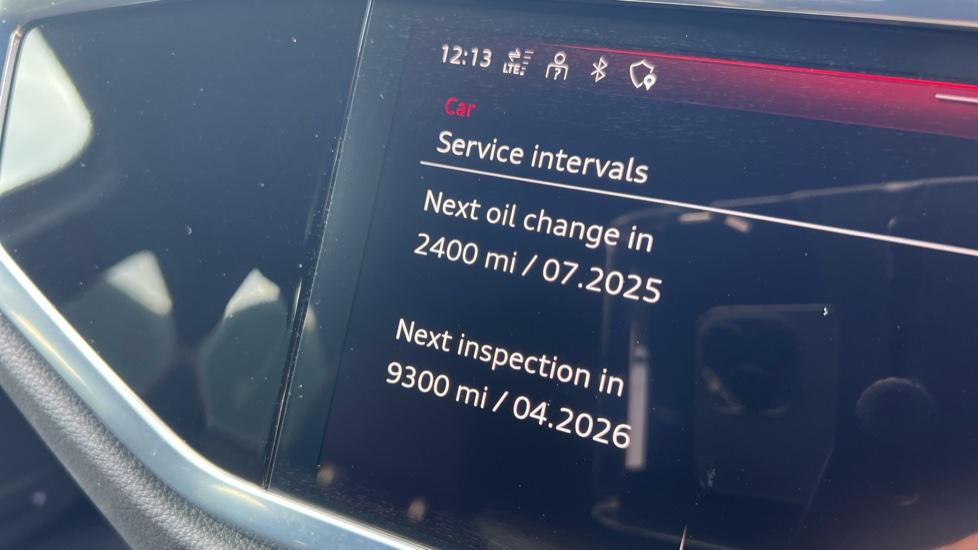 12:13 LTE ?
Car
Service intervals
Next oil change in
2400 mi / 07.2025
Next inspection in
9300 mi / 04.2026